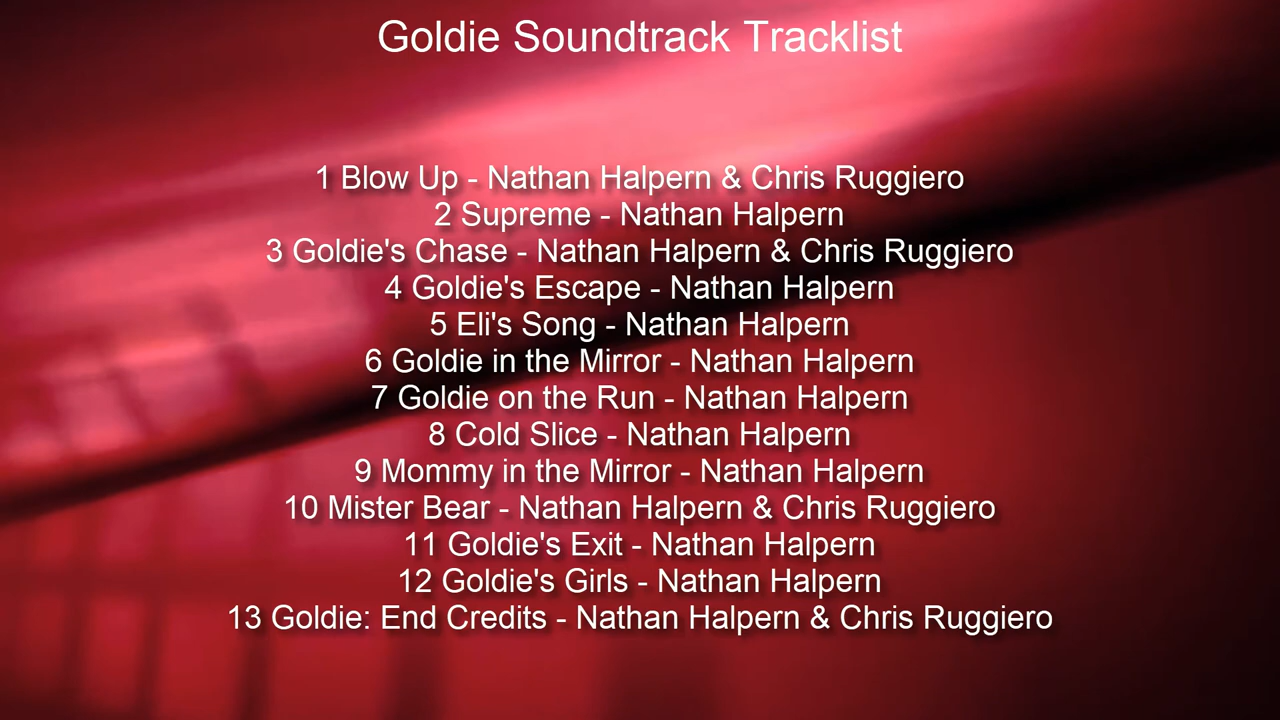 Goldie Soundtrack Tracklist
1 Blow Up - Nathan Halpern & Chris Ruggiero
2 Supreme - Nathan Halpern
3 Goldie's Chase - Nathan Halpern & Chris Ruggiero
4 Goldie's Escape - Nathan Halpern
5 Eli's Song - Nathan Halpern
6 Goldie in the Mirror - Nathan Halpern
7 Goldie on the Run - Nathan Halpern
8 Cold Slice - Nathan Halpern
9 Mommy in the Mirror - Nathan Halpern
10 Mister Bear - Nathan Halpern & Chris Ruggiero
11 Goldie's Exit - Nathan Halpern
12 Goldie's Girls - Nathan Halpern
13 Goldie: End Credits - Nathan Halpern & Chris Ruggiero